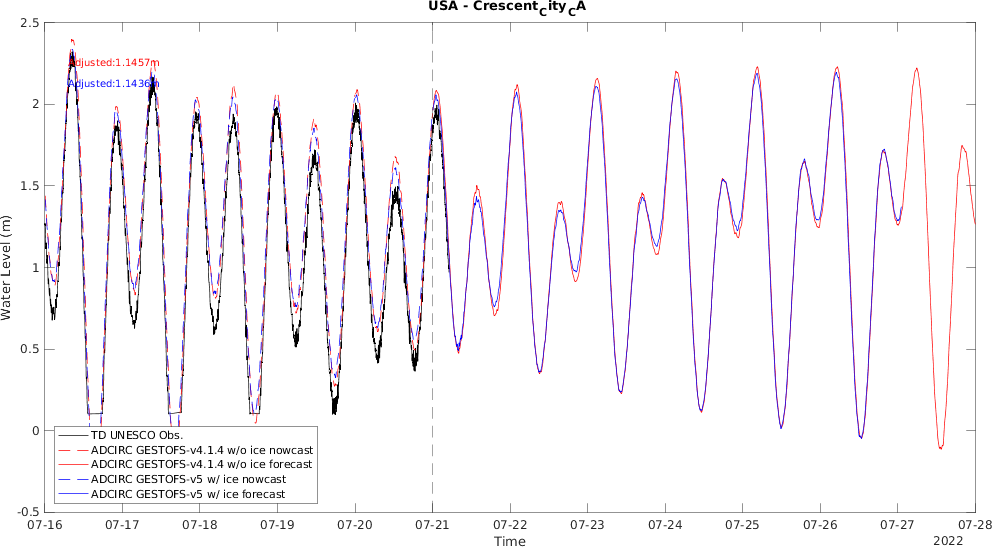 USA - Crescent_City_CA
2.5
Adjusted:1.1457m
Adjusted:1.1436m
2
1.5
1
0.5
0
-0.5
Water Level (m)
TD UNESCO Obs.
ADCIRC GESTOFS-v4.1.4 w/o ice nowcast
ADCIRC GESTOFS-v4.1.4 w/o ice forecast
ADCIRC GESTOFS-v5 w/ ice nowcast
ADCIRC GESTOFS-v5 w/ ice forecast
07-16 07-17 07-18 07-19 07-20 07-21 07-22 07-23 07-24 07-25 07-26 07-27 07-28
Time
2022